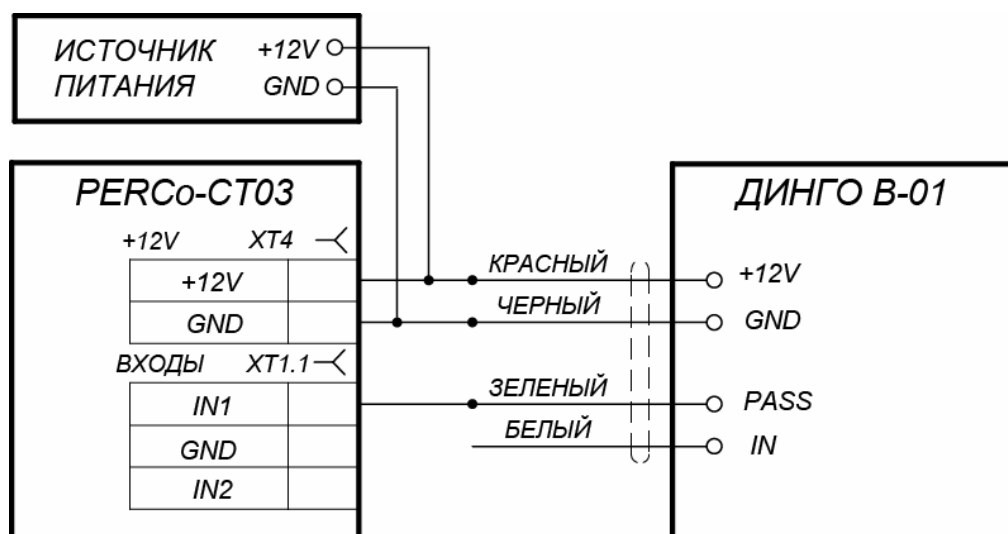 ИСТОЧНИК +12V
ПИТАНИЯ GND
PERCo-CT03
+12V XT4
+12V
GND
ВХОДЫ XT1.1
IN1
GND
IN2
КРАСНЫЙ
ЧЕРНЫЙ
ЗЕЛЕНЫЙ
БЕЛЫЙ
ДИНГО B-01
+12V
GND
PASS
IN